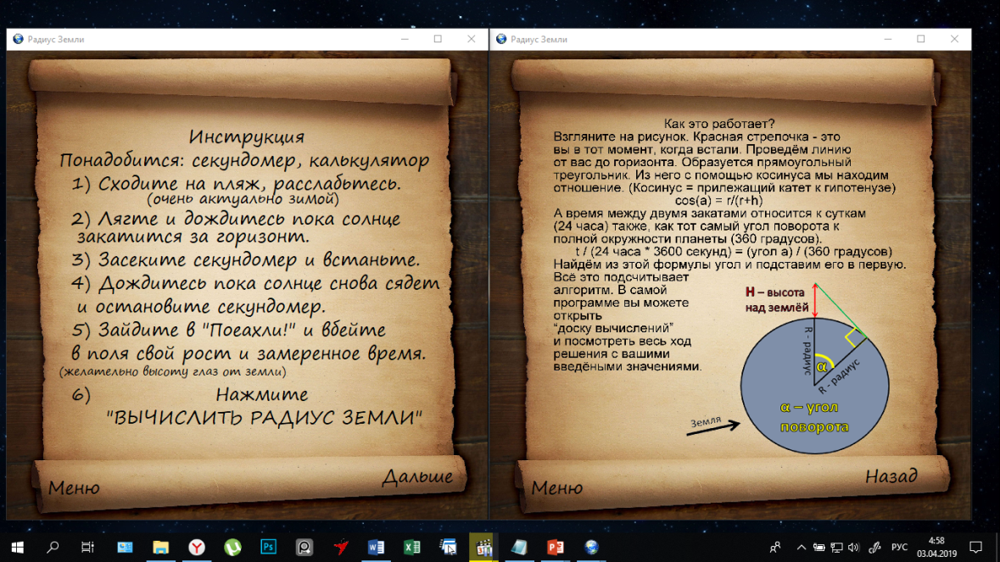 Радиус Земли
Инструкция
Понадобится: секундомер, калькулятор
1) Сходите на пляж, расслабьтесь.
(очень актуально зимой)
2) Лягте и дождитесь пока солнце
закатится за горизонт.
3) Засеките секундомер и встаньте.
4) Дождитесь пока солнце снова сядет
и остановите секундомер.
5) Зайдите в "Поеахли!" и вбейте
в поля свой рост и замеренное время.
(желательно высоту глаз от земли)
6) Нажмите
"ВЫЧИСЛИТЬ РАДИУС ЗЕМЛИ"
Меню
Дальше
Радиус Земли
Как это работает?
Взгляните на рисунок. Красная стрелочка - это
вы в тот момент, когда встали. Проведём линию
от вас до горизонта. Образуется прямоугольный
треугольник. Из него с помощью косинуса мы находим
отношение. (Косинус = прилежащий катет к гипотенузе)
cos(a) = r/(r+h)
А время между двумя закатами относится к суткам
(24 часа) также, как тот самый угол поворота к
полной окружности планеты (360 градусов).
t / (24 часа * 3600 секунд) = (угол a) / (360 градусов)
Найдём из этой формулы угол и подставим его в первую.
Всё это подсчитывает
алгоритм. В самой
программе вы можете
открыть
“доску вычислений”
и посмотреть весь ход
решения с вашими
введёными значениями.
Н – высота
над землёй
R - радиус
α
R - радиус
α – угол
поворота
Земля
Меню
Назад
Ps
W
X
P
РУС
4:58
03.04.2019